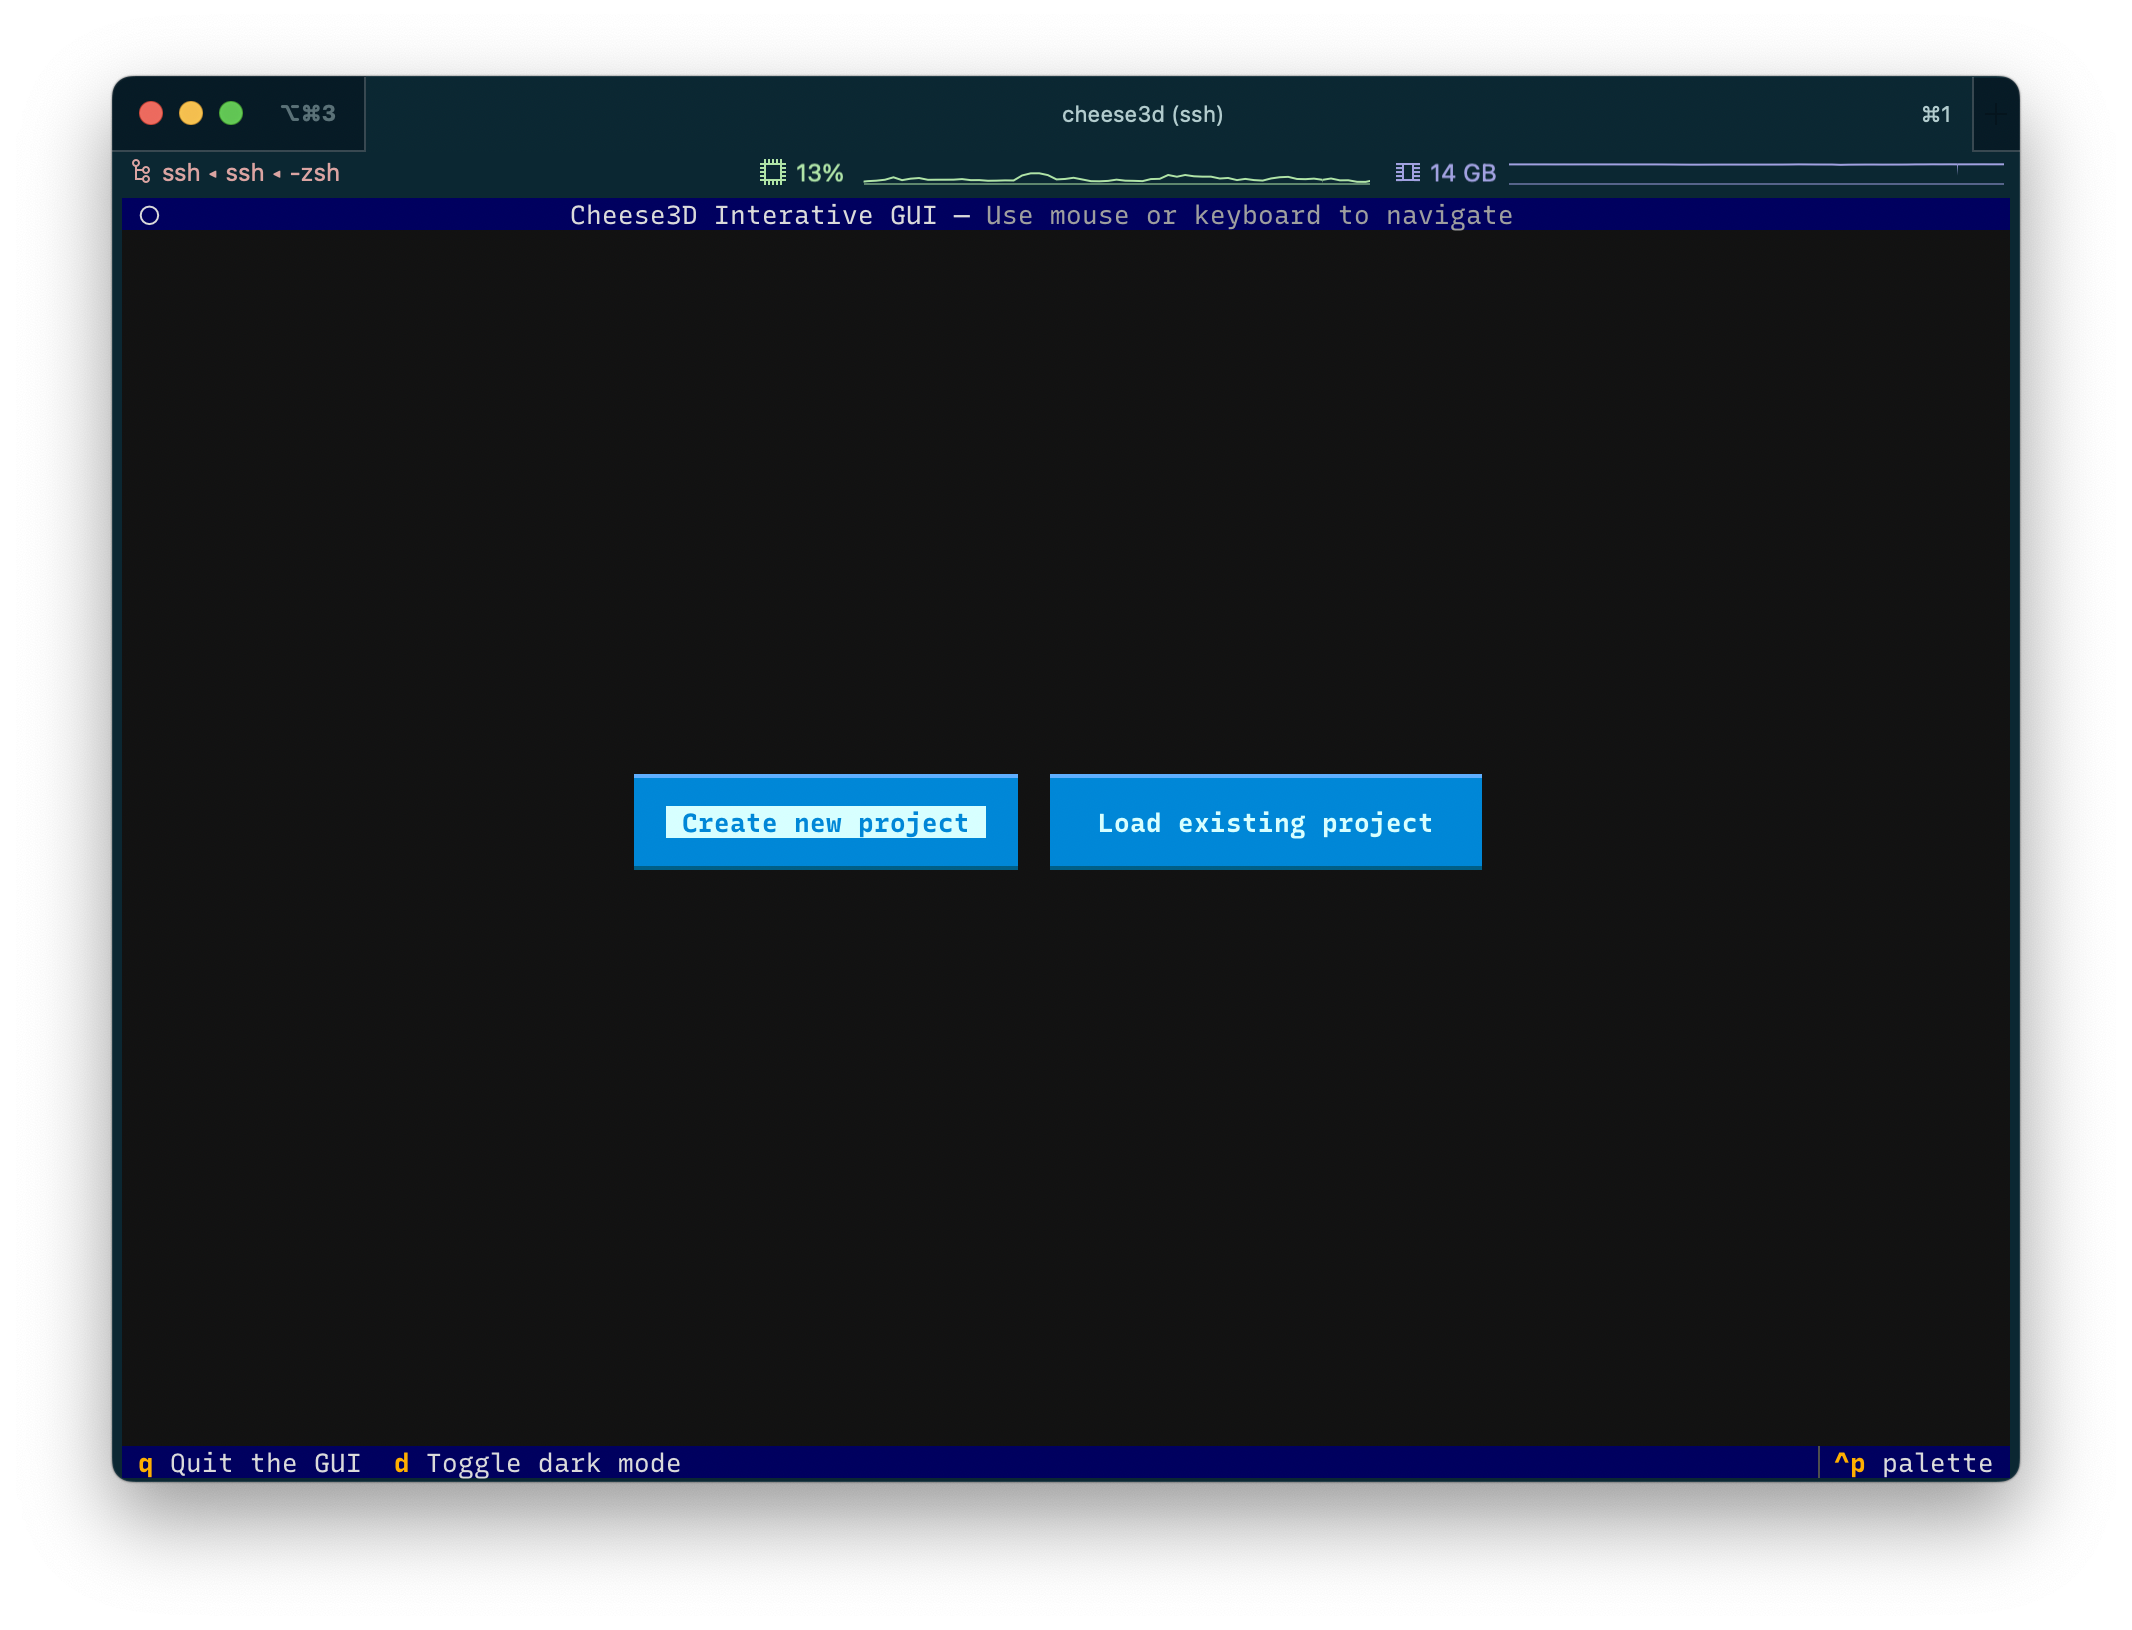 ⌥⌘3
cheese3d (ssh)
⌘1
ssh ◂ ssh ◂ -zsh
13%
14 GB
Cheese3D Interative GUI — Use mouse or keyboard to navigate
Create new project
Load existing project
q Quit the GUI d Toggle dark mode
^p palette